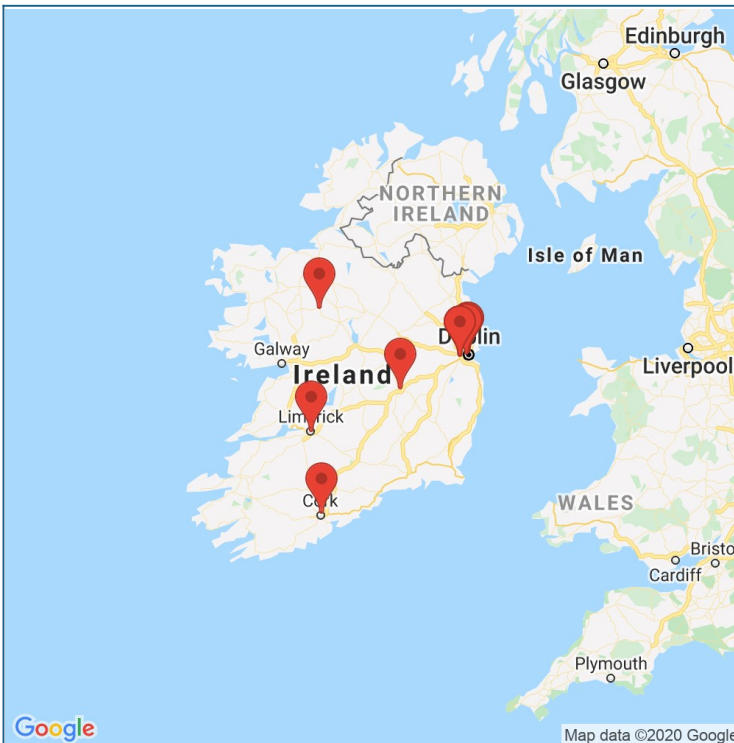 Edinburgh
Glasgow
NORTHERN
IRELAND
Isle of Man
Dublin
Galway
Liverpool
Ireland
Limerick
Cork
WALES
Bristo
Cardiff
Plymouth
Google
Map data ©2020 Google